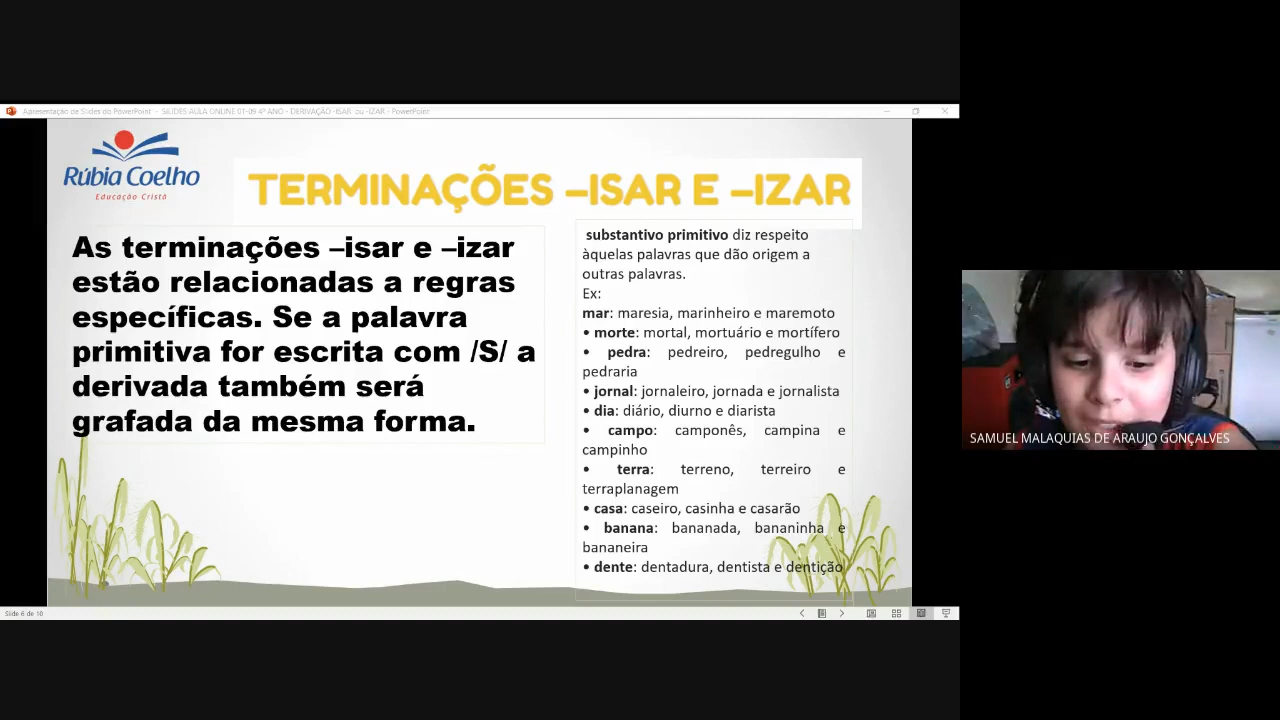 Apresentação de Slides do PowerPoint - SILIDES AULA ONLINE 01-09 4º ANO - DERIVAÇÃO -ISAR ou -IZAR - PowerPoint
Rúbia Coelho
Educação Cristã
TERMINAÇÕES –ISAR E –IZAR
As terminações –isar e –izar
estão relacionadas a regras
específicas. Se a palavra
primitiva for escrita com /S/ a
derivada também será
grafada da mesma forma.
substantivo primitivo diz respeito
àquelas palavras que dão origem a
outras palavras.
Ex:
mar: maresia, marinheiro e maremoto
• morte: mortal, mortuário e mortífero
• pedra: pedreiro, pedregulho e
pedraria
• jornal: jornaleiro, jornada e jornalista
• dia: diário, diurno e diarista
• campo: camponês, campina e
campinho
• terra: terreno, terreiro e
terraplanagem
• casa: caseiro, casinha e casarão
• banana: bananada, bananinha e
bananeira
• dente: dentadura, dentista e dentição
Slide 6 de 10
SAMUEL MALAQUIAS DE ARAUJO GONÇALVES